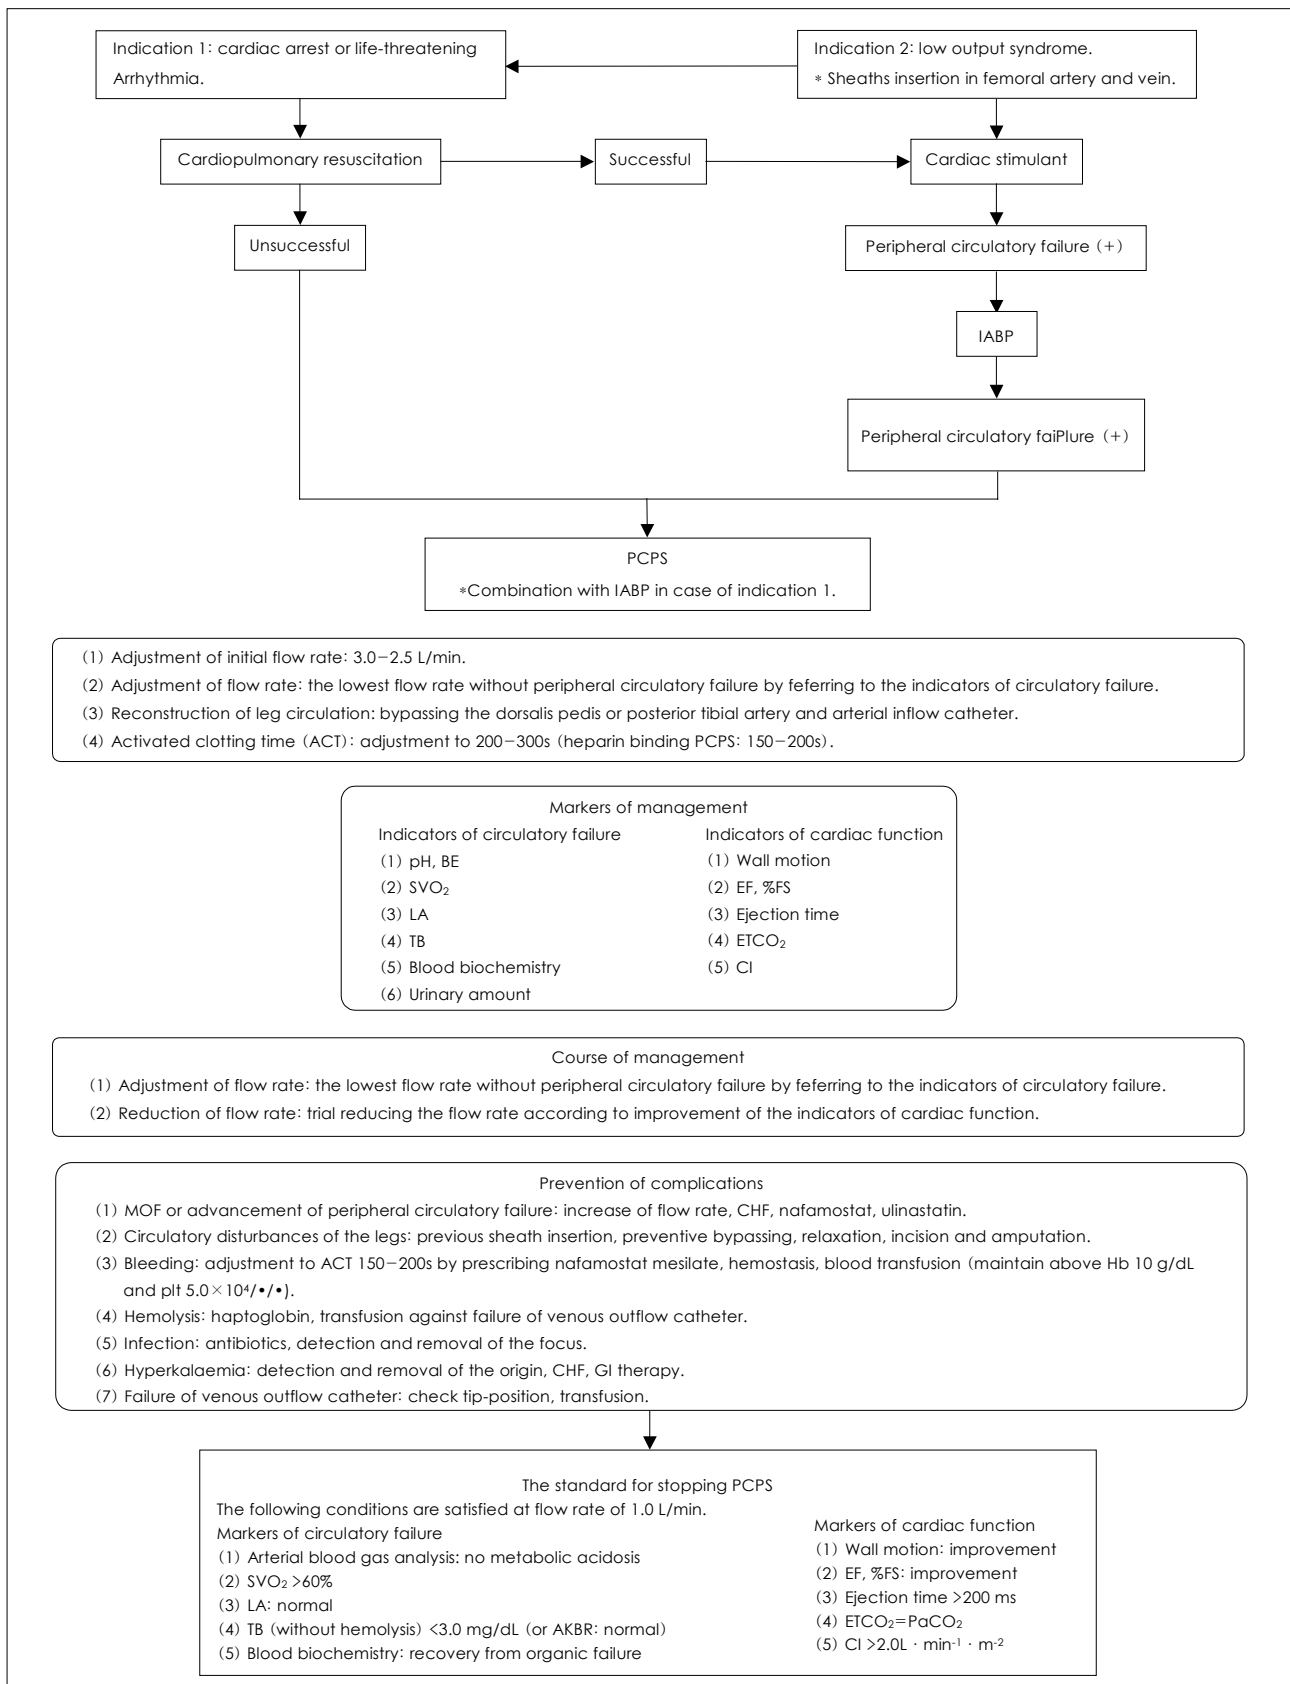 Indication 1: cardiac arrest or life-threatening
Arrhythmia.
Indication 2: low output syndrome.
* Sheaths insertion in femoral artery and vein.
Cardiopulmonary resuscitation
Successful
Cardiac stimulant
Unsuccessful
Peripheral circulatory failure (+)
IABP
Peripheral circulatory faiPlure (+)
PCPS
*Combination with IABP in case of indication 1.
(1) Adjustment of initial flow rate: 3.0−2.5 L/min.
(2) Adjustment of flow rate: the lowest flow rate without peripheral circulatory failure by feferring to the indicators of circulatory failure.
(3) Reconstruction of leg circulation: bypassing the dorsalis pedis or posterior tibial artery and arterial inflow catheter.
(4) Activated clotting time (ACT): adjustment to 200−300s (heparin binding PCPS: 150−200s).
Markers of management
Indicators of circulatory failure
(1) pH, BE
(2) SVO₂
(3) LA
(4) TB
(5) Blood biochemistry
(6) Urinary amount
Indicators of cardiac function
(1) Wall motion
(2) EF, %FS
(3) Ejection time
(4) ETCO₂
(5) CI
Course of management
(1) Adjustment of flow rate: the lowest flow rate without peripheral circulatory failure by feferring to the indicators of circulatory failure.
(2) Reduction of flow rate: trial reducing the flow rate according to improvement of the indicators of cardiac function.
Prevention of complications
(1) MOF or advancement of peripheral circulatory failure: increase of flow rate, CHF, nafamostat, ulinastatin.
(2) Circulatory disturbances of the legs: previous sheath insertion, preventive bypassing, relaxation, incision and amputation.
(3) Bleeding: adjustment to ACT 150−200s by prescribing nafamostat mesilate, hemostasis, blood transfusion (maintain above Hb 10 g/dL
and plt 5.0×10⁴/•/•).
(4) Hemolysis: haptoglobin, transfusion against failure of venous outflow catheter.
(5) Infection: antibiotics, detection and removal of the focus.
(6) Hyperkalaemia: detection and removal of the origin, CHF, GI therapy.
(7) Failure of venous outflow catheter: check tip-position, transfusion.
The standard for stopping PCPS
The following conditions are satisfied at flow rate of 1.0 L/min.
Markers of circulatory failure
(1) Arterial blood gas analysis: no metabolic acidosis
(2) SVO₂ >60%
(3) LA: normal
(4) TB (without hemolysis) <3.0 mg/dL (or AKBR: normal)
(5) Blood biochemistry: recovery from organic failure
Markers of cardiac function
(1) Wall motion: improvement
(2) EF, %FS: improvement
(3) Ejection time >200 ms
(4) ETCO₂=PaCO₂
(5) CI >2.0L · min⁻¹ · m⁻²